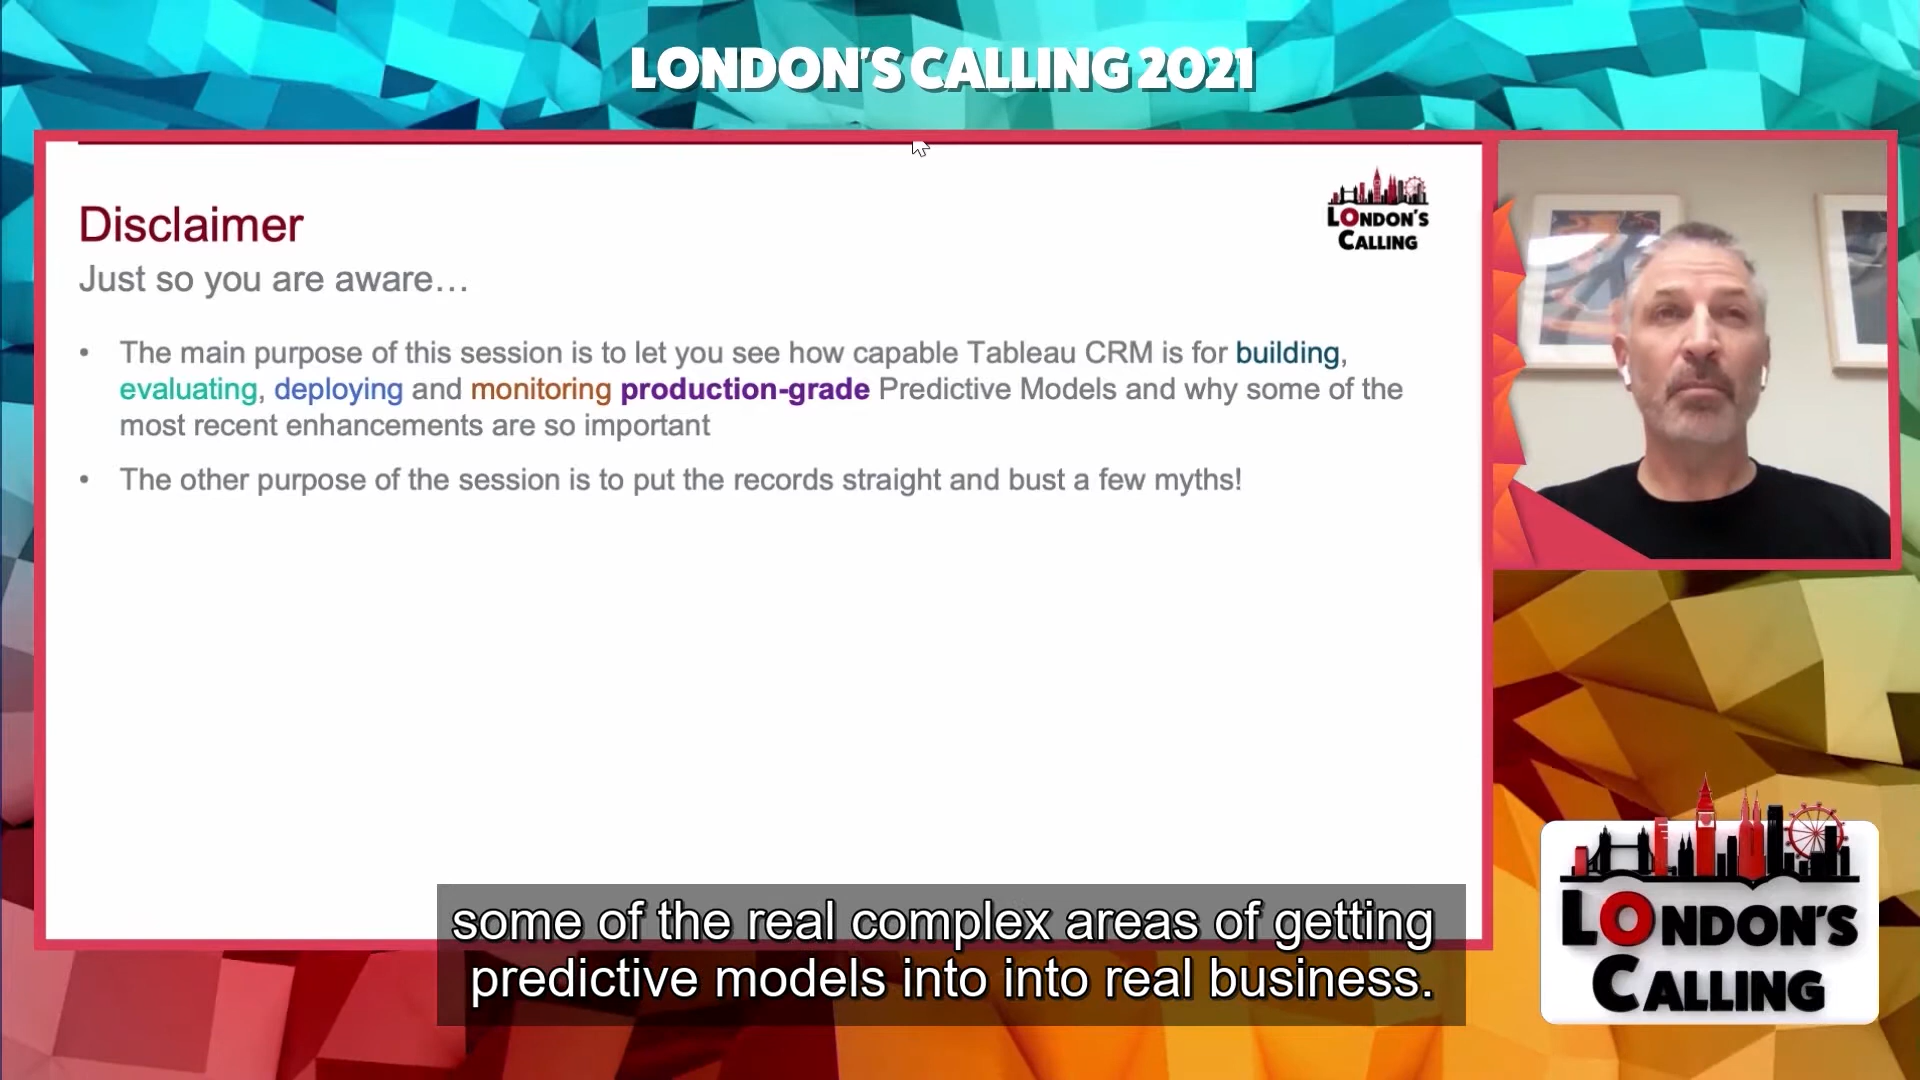 LONDON'S CALLING 2021
Disclaimer
LONDON'S
CALLING
Just so you are aware…
• The main purpose of this session is to let you see how capable Tableau CRM is for building,
evaluating, deploying and monitoring production-grade Predictive Models and why some of the
most recent enhancements are so important
• The other purpose of the session is to put the records straight and bust a few myths!
some of the real complex areas of getting
predictive models into into real business.
LONDON'S
CALLING